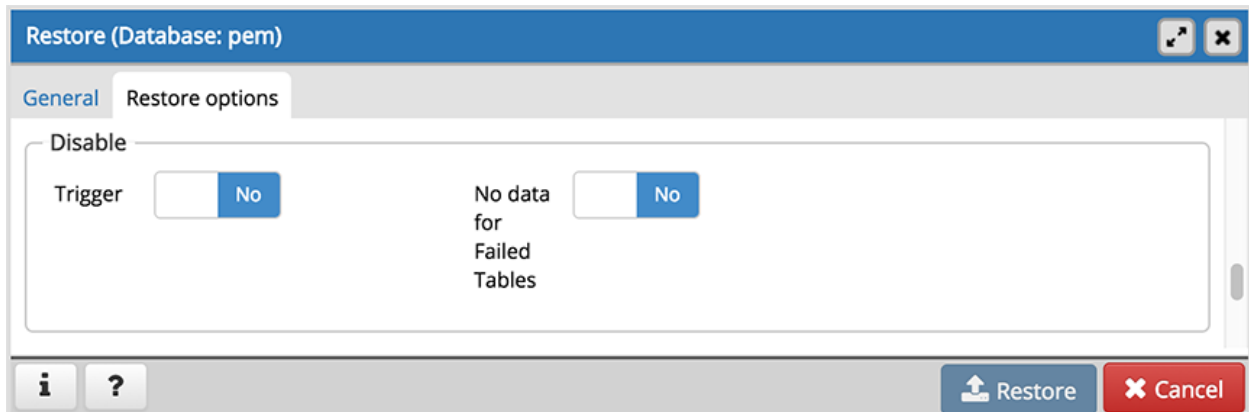 Restore (Database: pem)
General Restore options
Disable
Trigger No
No data for Failed Tables No
i ?
Restore Cancel